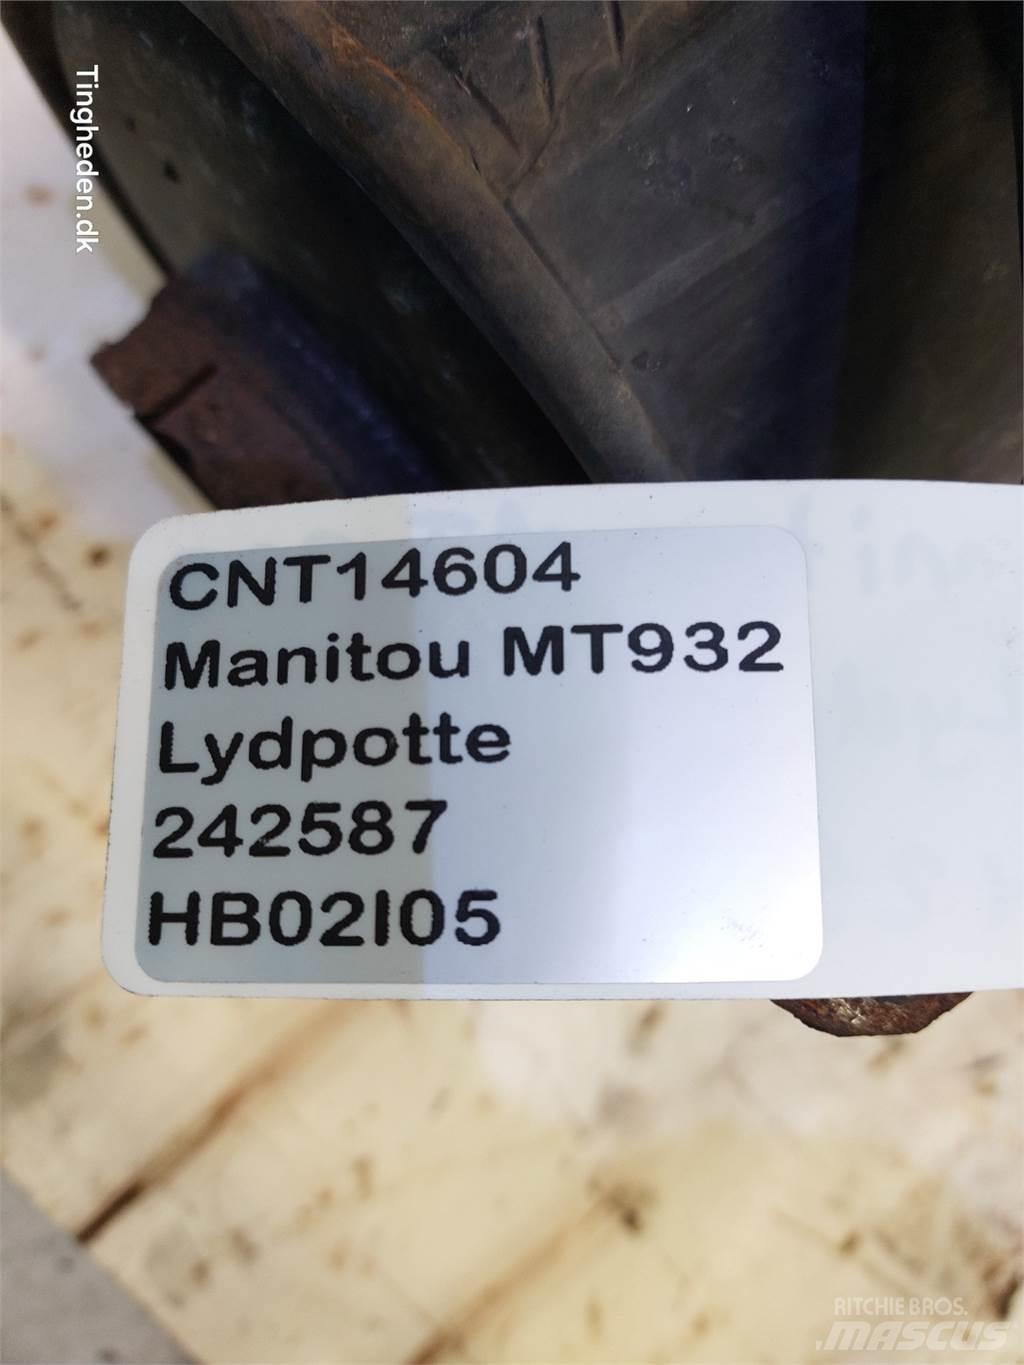 Tingheden.dk
CNT14604
Manitou MT932
Lydpotte
242587
HB02I05
RITCHIE BROS.
MASCUS